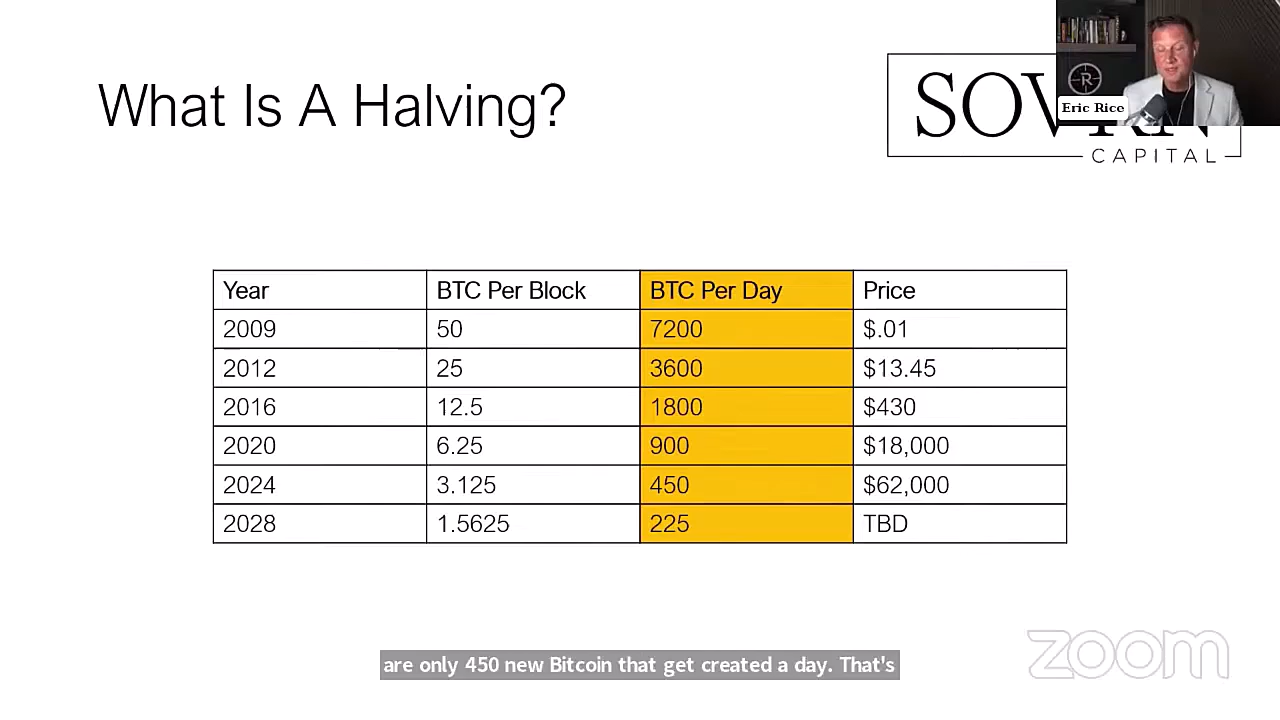 What Is A Halving?
SOV
CAPITAL
Eric Rice
Year BTC Per Block BTC Per Day Price
2009 50 7200 $.01
2012 25 3600 $13.45
2016 12.5 1800 $430
2020 6.25 900 $18,000
2024 3.125 450 $62,000
2028 1.5625 225 TBD
are only 450 new Bitcoin that get created a day. That's
zoom